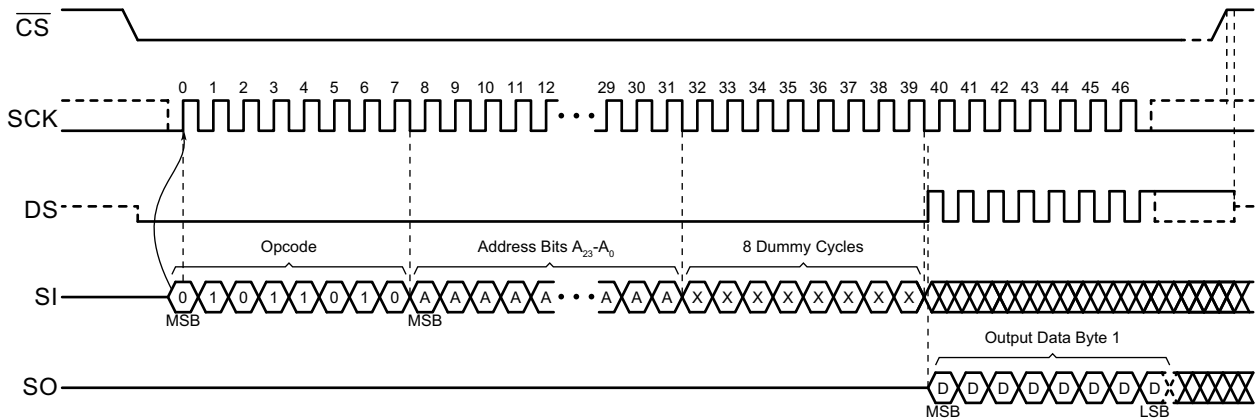 CS
SCK
0 1 2 3 4 5 6 7 8 9 10 11 12 29 30 31 32 33 34 35 36 37 38 39 40 41 42 43 44 45 46
DS
Opcode
Address Bits A23-A0
8 Dummy Cycles
SI
0 1 0 1 1 0 1 0 A A A A A A A A X X X X X X X X
MSB
MSB
Output Data Byte 1
SO
D D D D D D D D
MSB
LSB